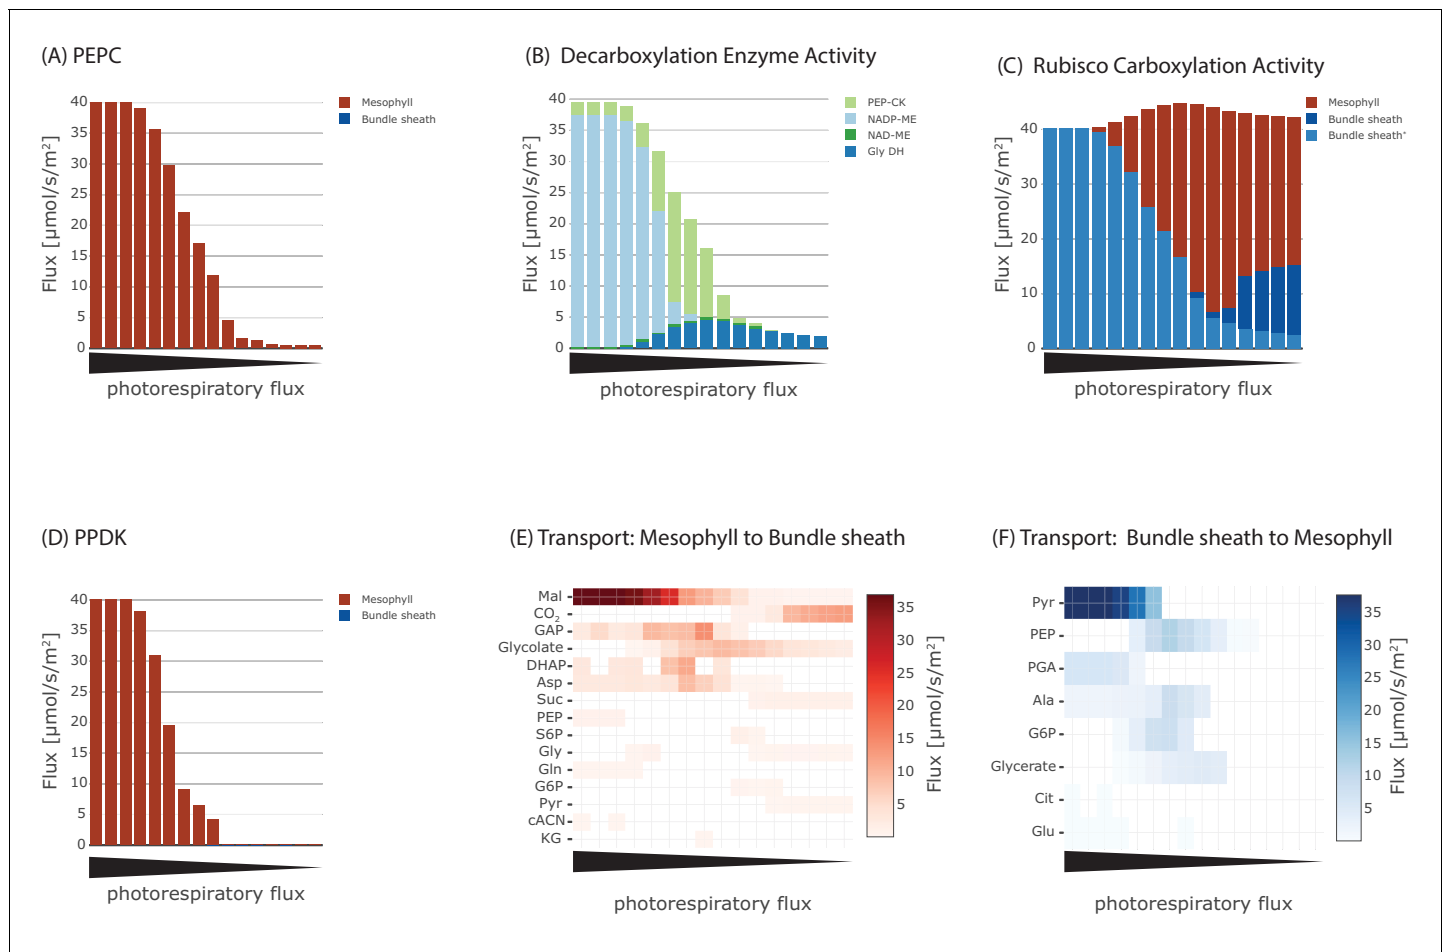 (A) PEPC
40
35
30
25
20
15
10
5
0
Flux [μmol/s/m²]
Mesophyll
Bundle sheath
photorespiratory flux
(B) Decarboxylation Enzyme Activity
40
35
30
25
20
15
10
5
0
Flux [μmol/s/m²]
PEP-CK
NADP-ME
NAD-ME
Gly DH
photorespiratory flux
(C) Rubisco Carboxylation Activity
40
30
20
10
0
Flux [μmol/s/m²]
Mesophyll
Bundle sheath
Bundle sheath*
photorespiratory flux
(D) PPDK
40
35
30
25
20
15
10
5
0
Flux [μmol/s/m²]
Mesophyll
Bundle sheath
photorespiratory flux
(E) Transport: Mesophyll to Bundle sheath
Mal
CO₂
GAP
Glycolate
DHAP
Asp
Suc
PEP
S6P
Gly
Gln
G6P
Pyr
cACN
KG
35
30
25
20
15
10
5
Flux [μmol/s/m²]
photorespiratory flux
(F) Transport: Bundle sheath to Mesophyll
Pyr
PEP
PGA
Ala
G6P
Glycerate
Cit
Glu
35
30
25
20
15
10
5
Flux [μmol/s/m²]
photorespiratory flux